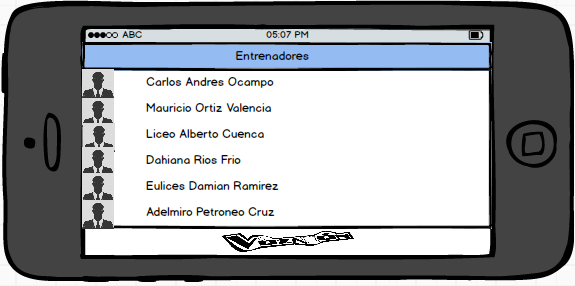 ABC 05:07 PM
Entrenadores
Carlos Andres Ocampo
Mauricio Ortiz Valencia
Liceo Alberto Cuenca
Dahiana Rios Frio
Eulices Damian Ramirez
Adelmiro Petroneo Cruz